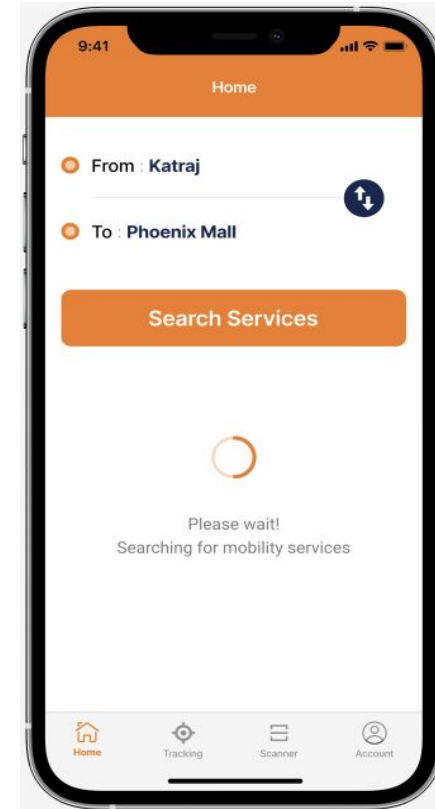 9:41
Home
From : Katraj
To : Phoenix Mall
Search Services
Please wait!
Searching for mobility services
Home Tracking Scanner Account